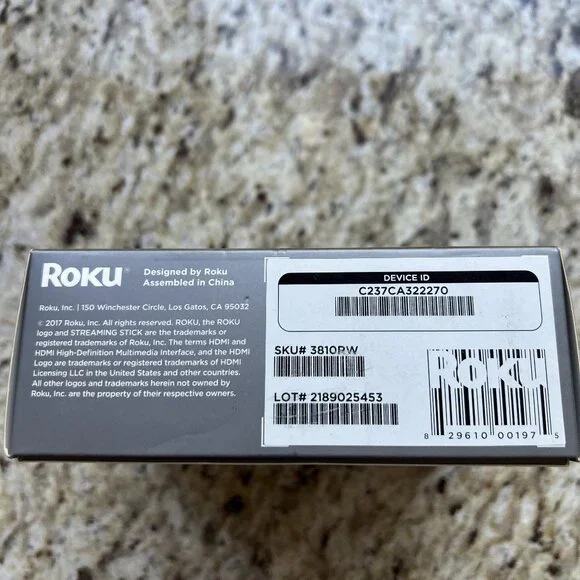 ROKU
Designed by Roku
Assembled in China
Roku, Inc. | 150 Winchester Circle, Los Gatos, CA 95032
© 2017 Roku, Inc. All rights reserved. ROKU, the ROKU
logo and STREAMING STICK are the trademarks or
registered trademarks of Roku, Inc. The terms HDMI and
HDMI High-Definition Multimedia Interface, and the HDMI
Logo are trademarks or registered trademarks of HDMI
Licensing LLC in the United States and other countries.
All other logos and trademarks herein not owned by
Roku, Inc. are the property of their respective owners.
DEVICE ID
C237CA322270
SKU# 3810RW
LOT# 2189025453
ROKU
8 29610 00197 5